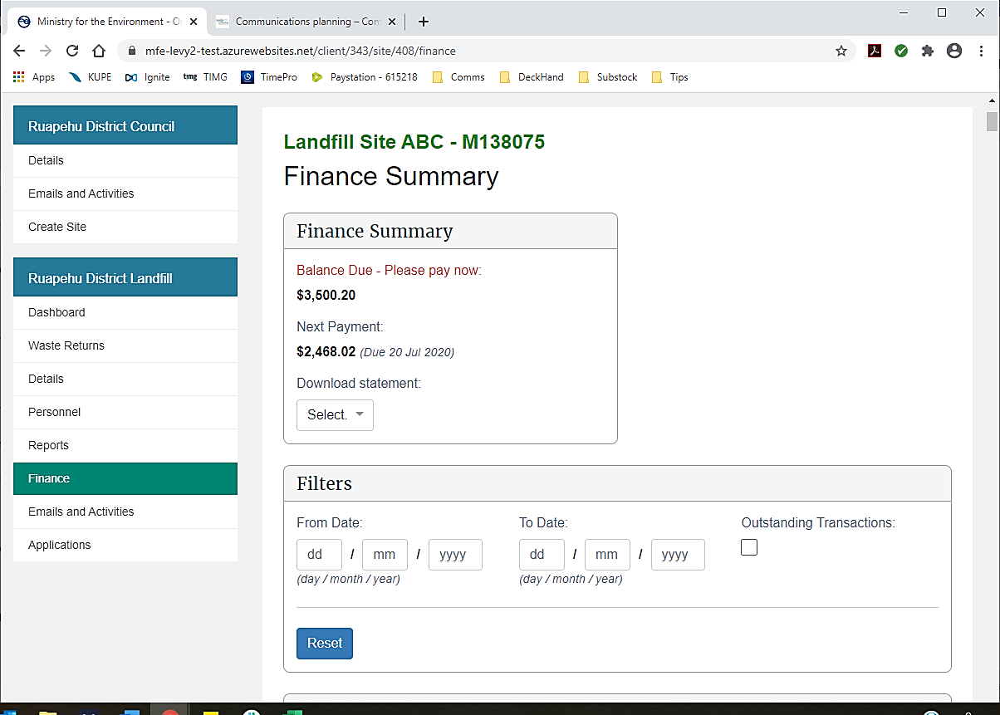 Ministry for the Environment - O
Communications planning – Com
mfe-levy2-test.azurewebsites.net/client/343/site/408/finance
Apps KUPE Ignite tmg TIMG TimePro Paystation - 615218 Comms DeckHand Substock Tips
Ruapehu District Council
Details
Emails and Activities
Create Site
Ruapehu District Landfill
Dashboard
Waste Returns
Details
Personnel
Reports
Finance
Emails and Activities
Applications
Landfill Site ABC - M138075
Finance Summary
Finance Summary
Balance Due - Please pay now:
$3,500.20
Next Payment:
$2,468.02 (Due 20 Jul 2020)
Download statement:
Select.
Filters
From Date: To Date: Outstanding Transactions:
dd / mm / yyyy dd / mm / yyyy
(day / month / year) (day / month / year)
Reset